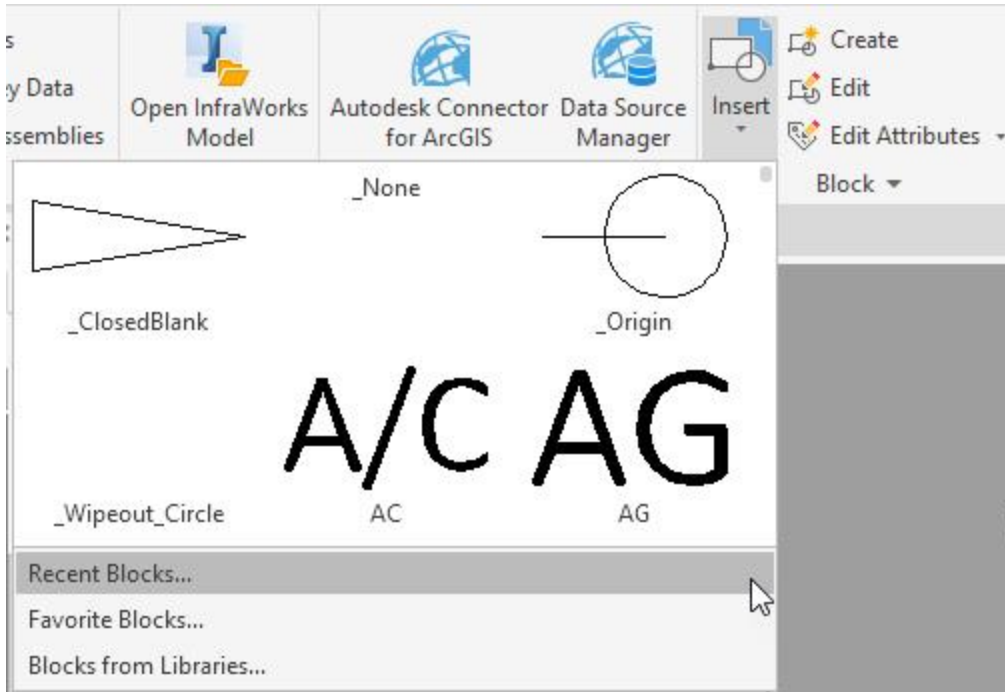 s
y Data
ssemblies
Open InfraWorks
Model
Autodesk Connector
for ArcGIS
Data Source
Manager
Insert
Create
Edit
Edit Attributes
Block
_None
_ClosedBlank
_Origin
A/C
AG
_Wipeout_Circle
AC
AG
Recent Blocks...
Favorite Blocks...
Blocks from Libraries...